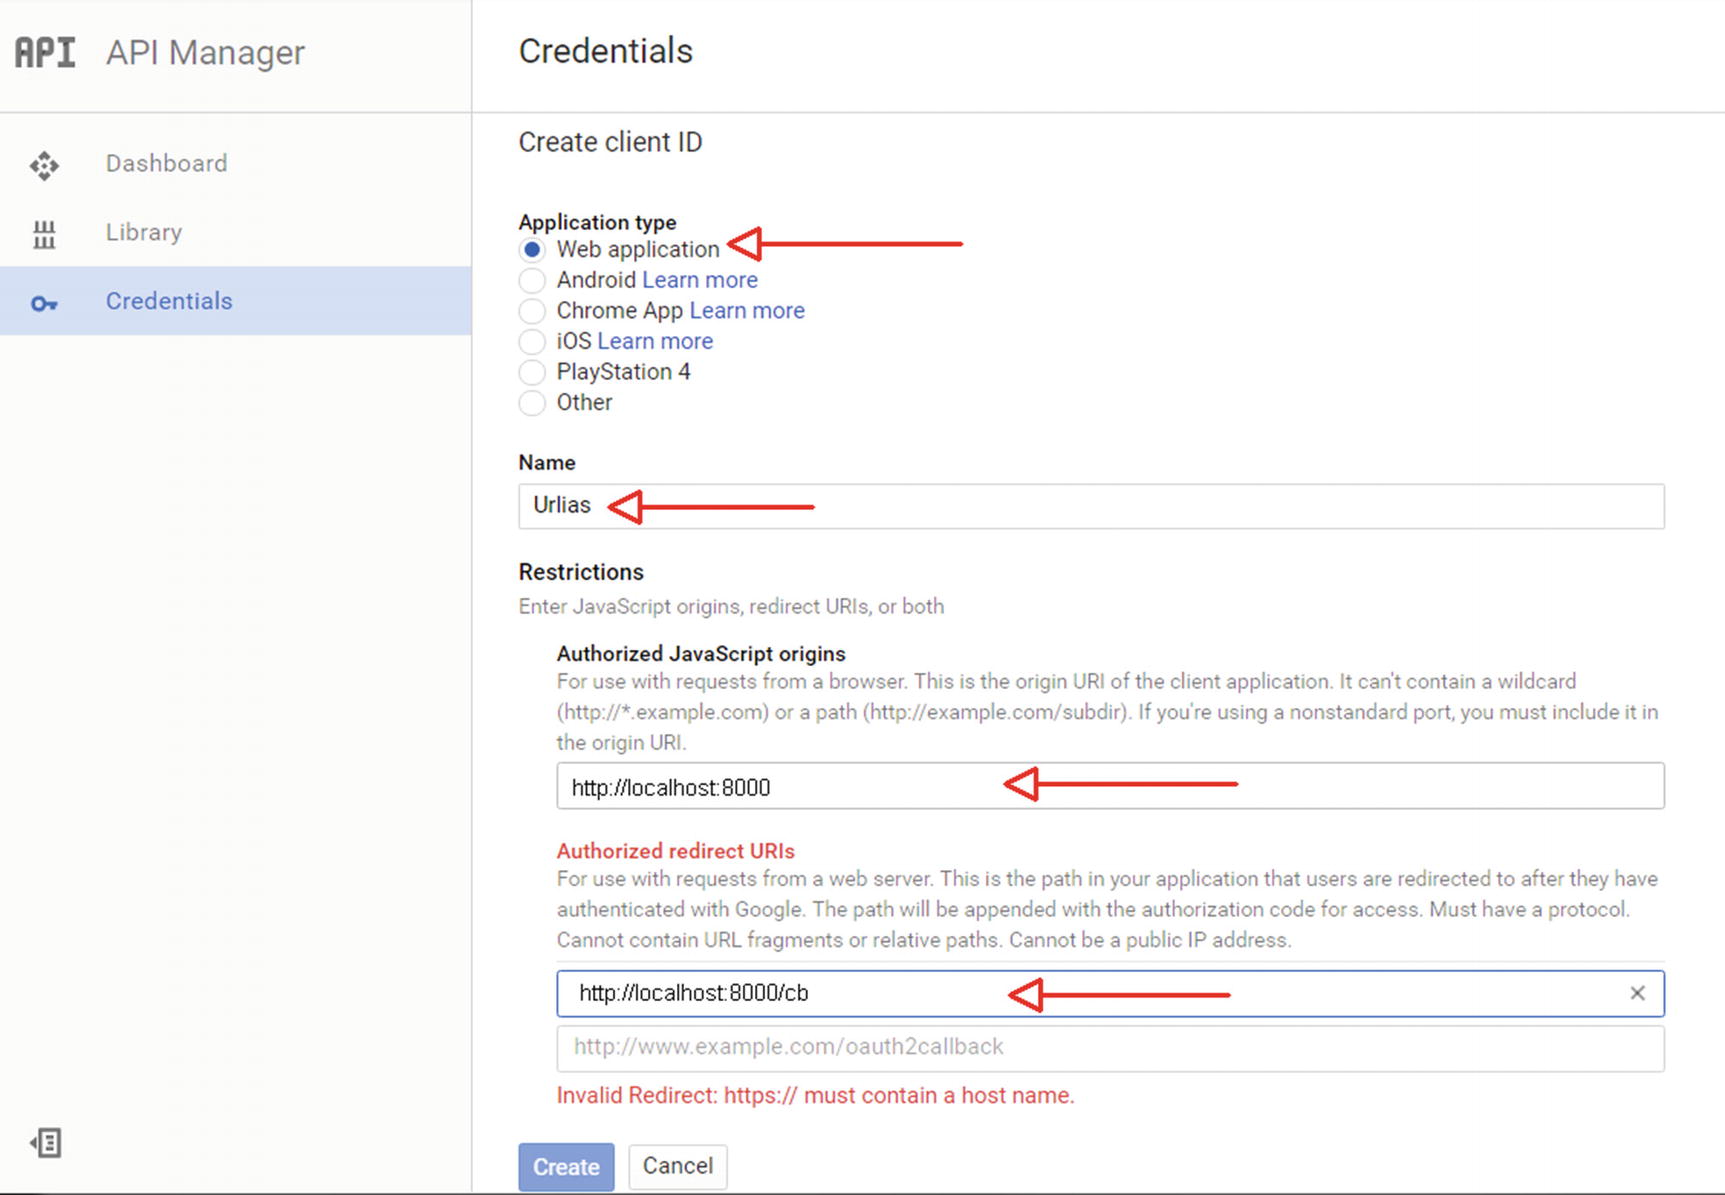 API API Manager
Credentials
Dashboard
Library
Credentials
Create client ID
Application type
Web application
Android Learn more
Chrome App Learn more
iOS Learn more
PlayStation 4
Other
Name
Urlias
Restrictions
Enter JavaScript origins, redirect URIs, or both
Authorized JavaScript origins
For use with requests from a browser. This is the origin URI of the client application. It can't contain a wildcard
(http://*.example.com) or a path (http://example.com/subdir). If you're using a nonstandard port, you must include it in
the origin URI.
http://localhost:8000
Authorized redirect URIs
For use with requests from a web server. This is the path in your application that users are redirected to after they have
authenticated with Google. The path will be appended with the authorization code for access. Must have a protocol.
Cannot contain URL fragments or relative paths. Cannot be a public IP address.
http://localhost:8000/cb
http://www.example.com/oauth2callback
Invalid Redirect: https:// must contain a host name.
Create Cancel